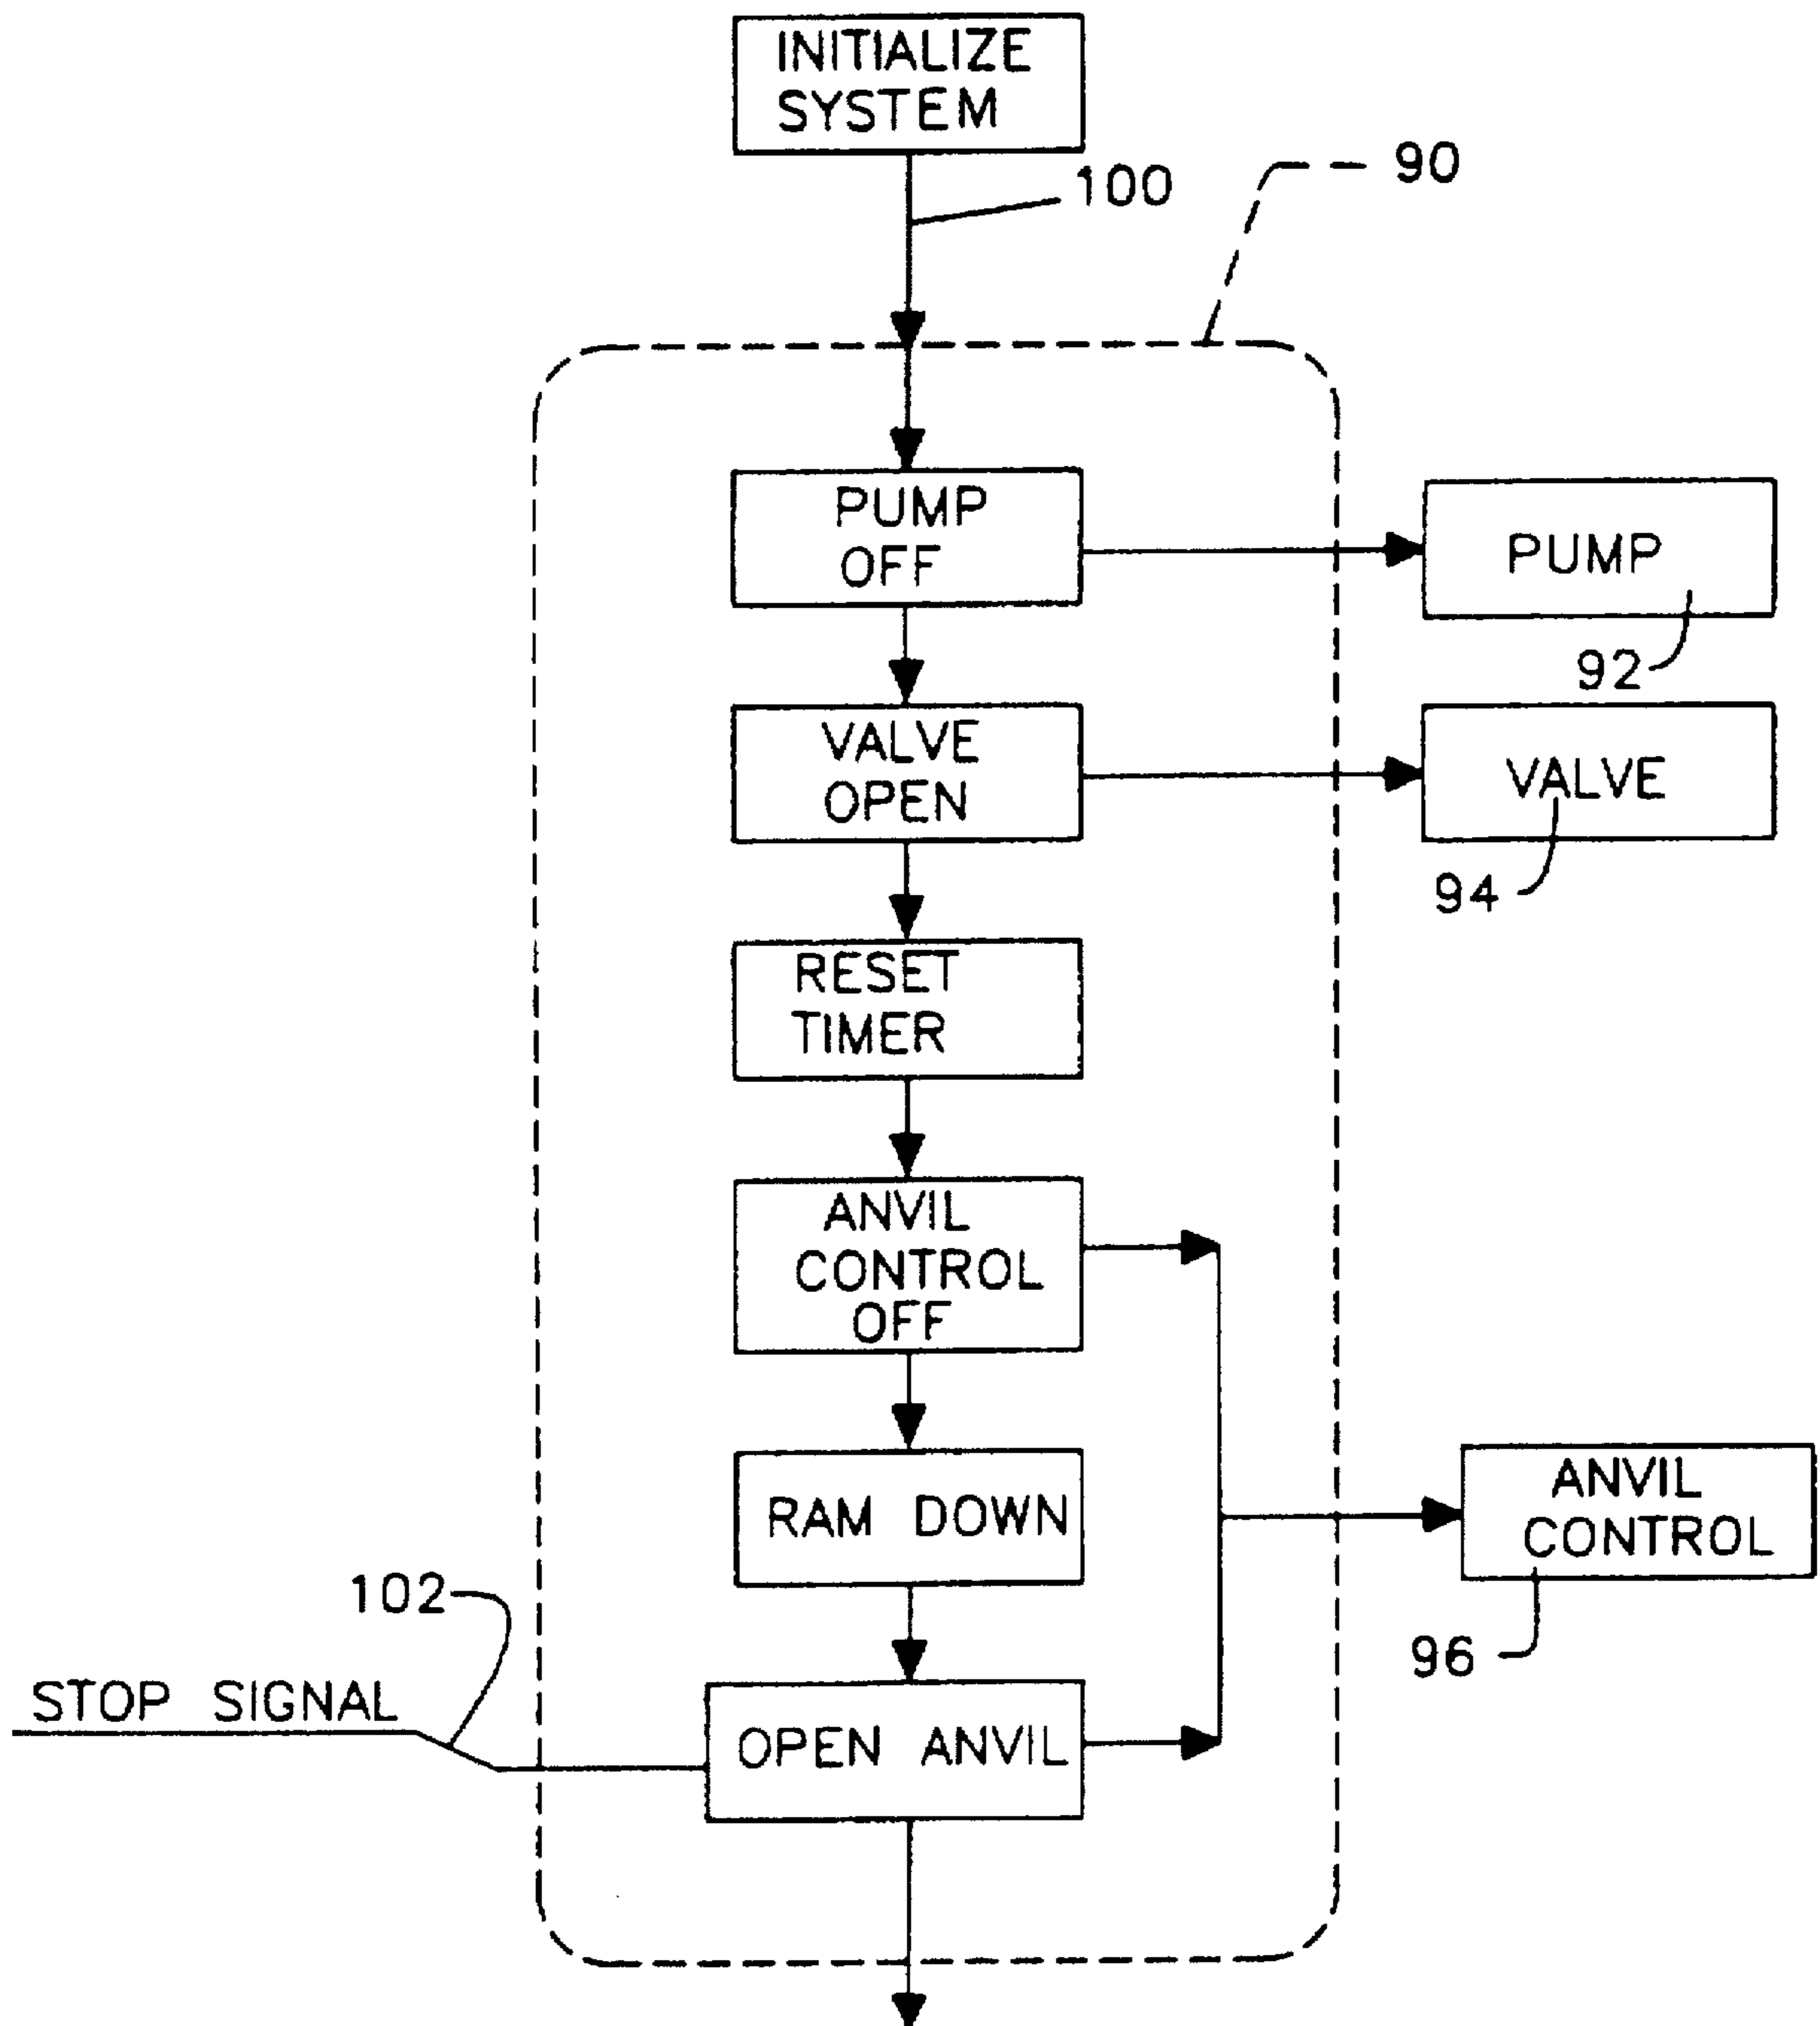 INITIALIZE
SYSTEM
90
100
PUMP
OFF
PUMP
92
VALVE
OPEN
VALVE
94
RESET
TIMER
ANVIL
CONTROL
OFF
RAM DOWN
ANVIL
CONTROL
96
102
STOP SIGNAL
OPEN ANVIL